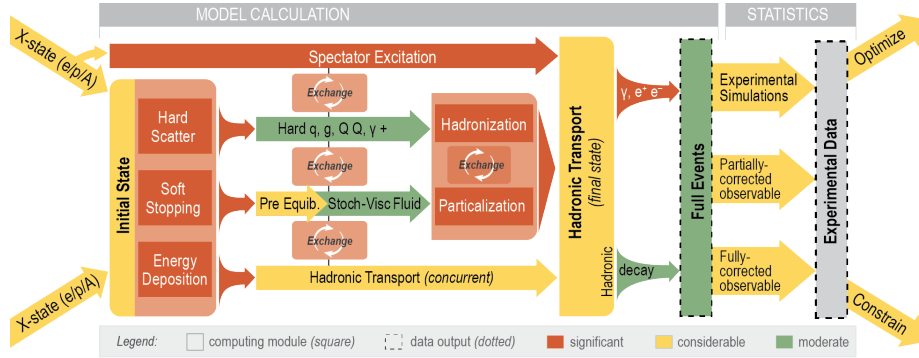 MODEL CALCULATION
STATISTICS
X-state (e/p/A)
Optimize
Spectator Excitation
Exchange
Initial State
Hard
Scatter
Hard q, g, Q Q, γ +
Hadronization
Exchange
Exchange
Soft
Stopping
Pre Equib.
Stoch-Visc Fluid
Particalization
Exchange
Energy
Deposition
Hadronic Transport (concurrent)
Hadronic Transport
(final state)
γ, e⁺ e⁻
Hadronic
decay
Full Events
Experimental
Simulations
Partially-
corrected
observable
Fully-
corrected
observable
Experimental Data
X-state (e/p/A)
Constrain
Legend:
computing module (square)
data output (dotted)
significant
considerable
moderate